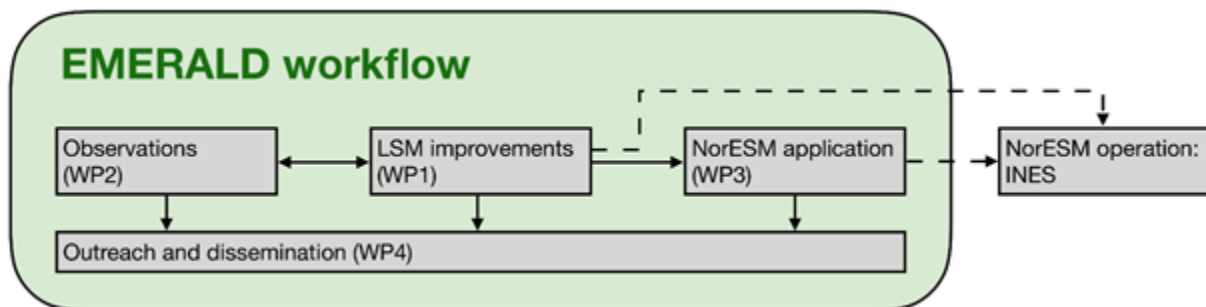 EMERALD workflow
Observations
(WP2)
LSM improvements
(WP1)
NorESM application
(WP3)
NorESM operation:
INES
Outreach and dissemination (WP4)